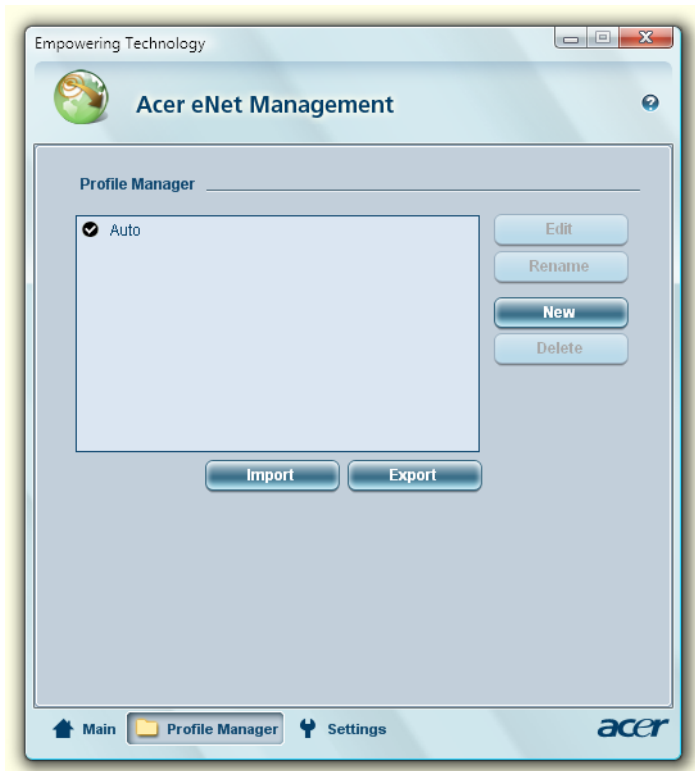 Empowering Technology
Acer eNet Management
Profile Manager
Auto
Edit
Rename
New
Delete
Import
Export
Main
Profile Manager
Settings
acer